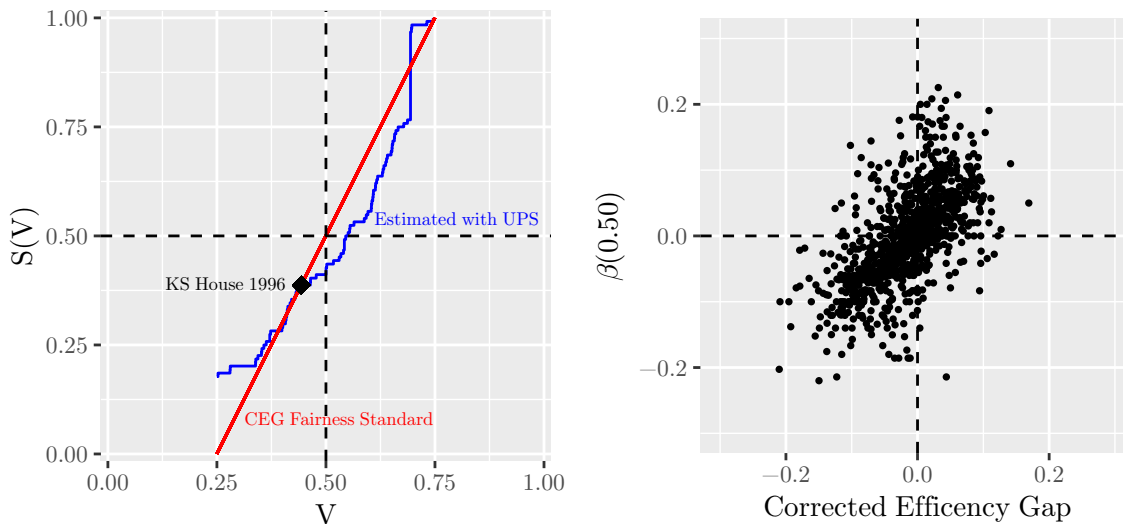 1.00
0.75
0.50
0.25
0.00
S(V)
Estimated with UPS
KS House 1996
CEG Fairness Standard
0.00 0.25 0.50 0.75 1.00
V
0.2
0.0
−0.2
β(0.50)
−0.2 0.0 0.2
Corrected Efficency Gap